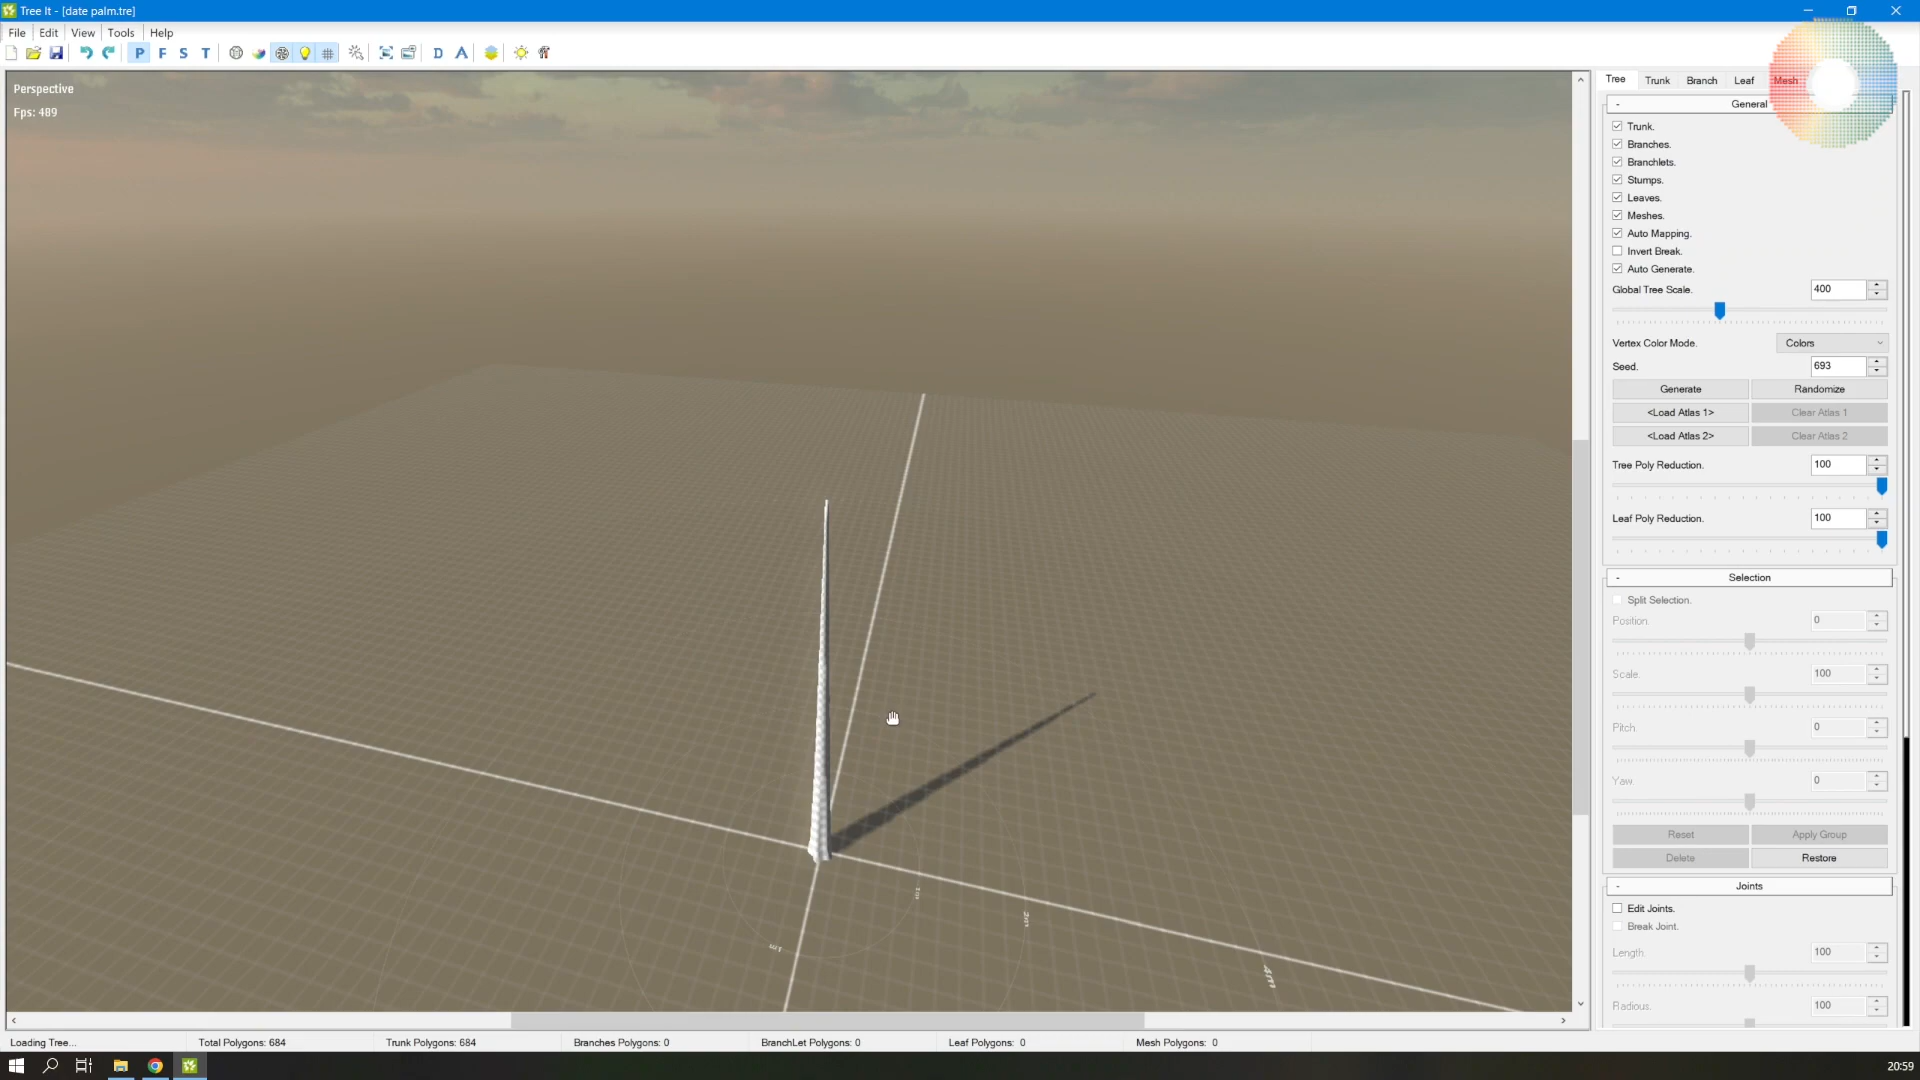 Tree It - [date palm.tre]
File Edit View Tools Help
P F S T D A
Perspective
Fps: 489
1m
2m
1m
4m
Tree Trunk Branch Leaf Mesh
- General
Trunk.
Branches.
Branchlets.
Stumps.
Leaves.
Meshes.
Auto Mapping.
Invert Break.
Auto Generate.
Global Tree Scale. 400
Vertex Color Mode. Colors
Seed. 693
Generate Randomize
<Load Atlas 1> Clear Atlas 1
<Load Atlas 2> Clear Atlas 2
Tree Poly Reduction. 100
Leaf Poly Reduction. 100
- Selection
Split Selection.
Position. 0
Scale. 100
Pitch. 0
Yaw. 0
Reset Apply Group
Delete Restore
- Joints
Edit Joints.
Break Joint.
Length. 100
Radious. 100
Loading Tree... Total Polygons: 684 Trunk Polygons: 684 Branches Polygons: 0 BranchLet Polygons: 0 Leaf Polygons: 0 Mesh Polygons: 0
20:59